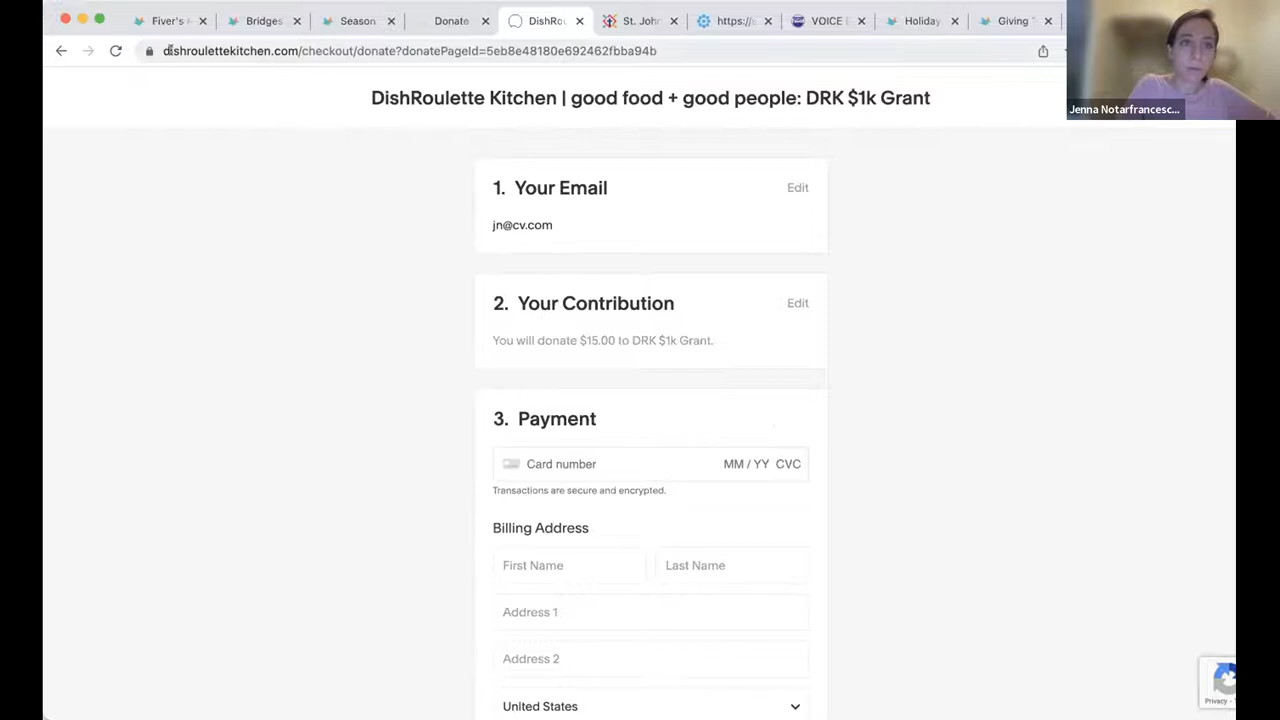 Fiver's
Bridges
Season
Donate
DishRou
St. John
https://
VOICE
Holiday
Giving
dishroulettekitchen.com/checkout/donate?donatePageId=5eb8e48180e692462fbba94b
Jenna Notarfrancesc...
DishRoulette Kitchen | good food + good people: DRK $1k Grant
1. Your Email
Edit
jn@cv.com
2. Your Contribution
Edit
You will donate $15.00 to DRK $1k Grant.
3. Payment
Card number
MM / YY CVC
Transactions are secure and encrypted.
Billing Address
First Name
Last Name
Address 1
Address 2
United States
Privacy -